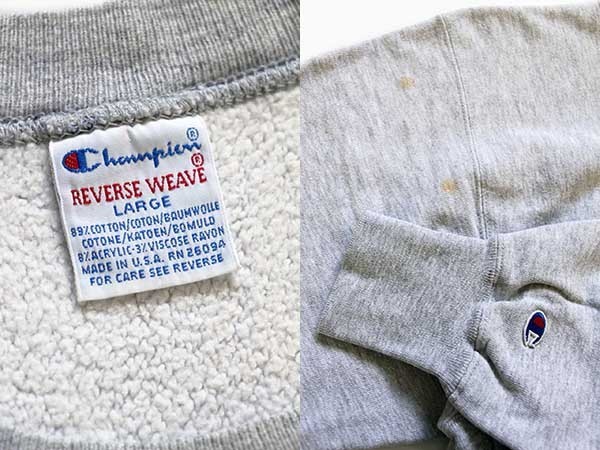 Champion®
REVERSE WEAVE®
LARGE
89%COTTON/COTON/BAUMWOLLE
COTONE/KATOEN/BOMULD
8%ACRYLIC-3%VISCOSE RAYON
MADE IN U.S.A. RN 26094
FOR CARE SEE REVERSE